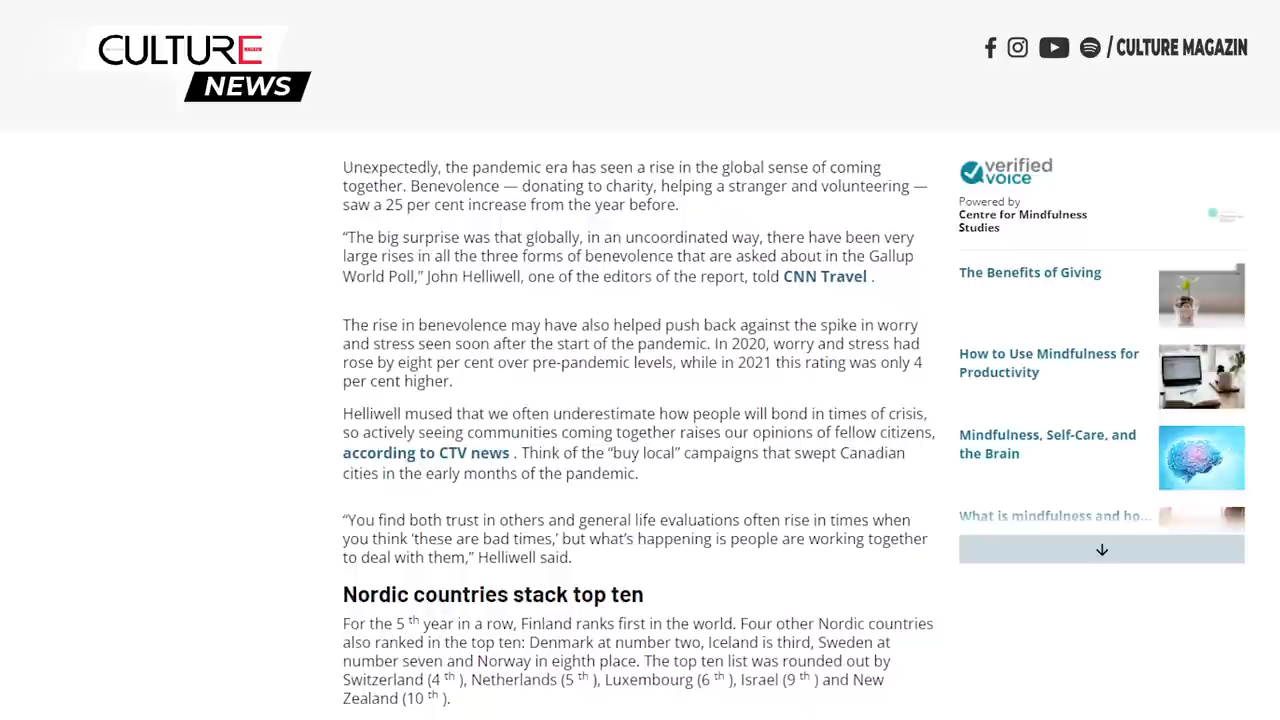 CULTURE
NEWS
/ CULTURE MAGAZIN
Unexpectedly, the pandemic era has seen a rise in the global sense of coming
together. Benevolence — donating to charity, helping a stranger and volunteering —
saw a 25 per cent increase from the year before.
“The big surprise was that globally, in an uncoordinated way, there have been very
large rises in all the three forms of benevolence that are asked about in the Gallup
World Poll,” John Helliwell, one of the editors of the report, told CNN Travel .
The rise in benevolence may have also helped push back against the spike in worry
and stress seen soon after the start of the pandemic. In 2020, worry and stress had
rose by eight per cent over pre-pandemic levels, while in 2021 this rating was only 4
per cent higher.
Helliwell mused that we often underestimate how people will bond in times of crisis,
so actively seeing communities coming together raises our opinions of fellow citizens,
according to CTV news . Think of the “buy local” campaigns that swept Canadian
cities in the early months of the pandemic.
“You find both trust in others and general life evaluations often rise in times when
you think ‘these are bad times,’ but what’s happening is people are working together
to deal with them,” Helliwell said.
Nordic countries stack top ten
For the 5 th year in a row, Finland ranks first in the world. Four other Nordic countries
also ranked in the top ten: Denmark at number two, Iceland is third, Sweden at
number seven and Norway in eighth place. The top ten list was rounded out by
Switzerland (4 th ), Netherlands (5 th ), Luxembourg (6 th ), Israel (9 th ) and New
Zealand (10 th ).
verified
voice
Powered by
Centre for Mindfulness
Studies
The Benefits of Giving
How to Use Mindfulness for
Productivity
Mindfulness, Self-Care, and
the Brain
What is mindfulness and ho...